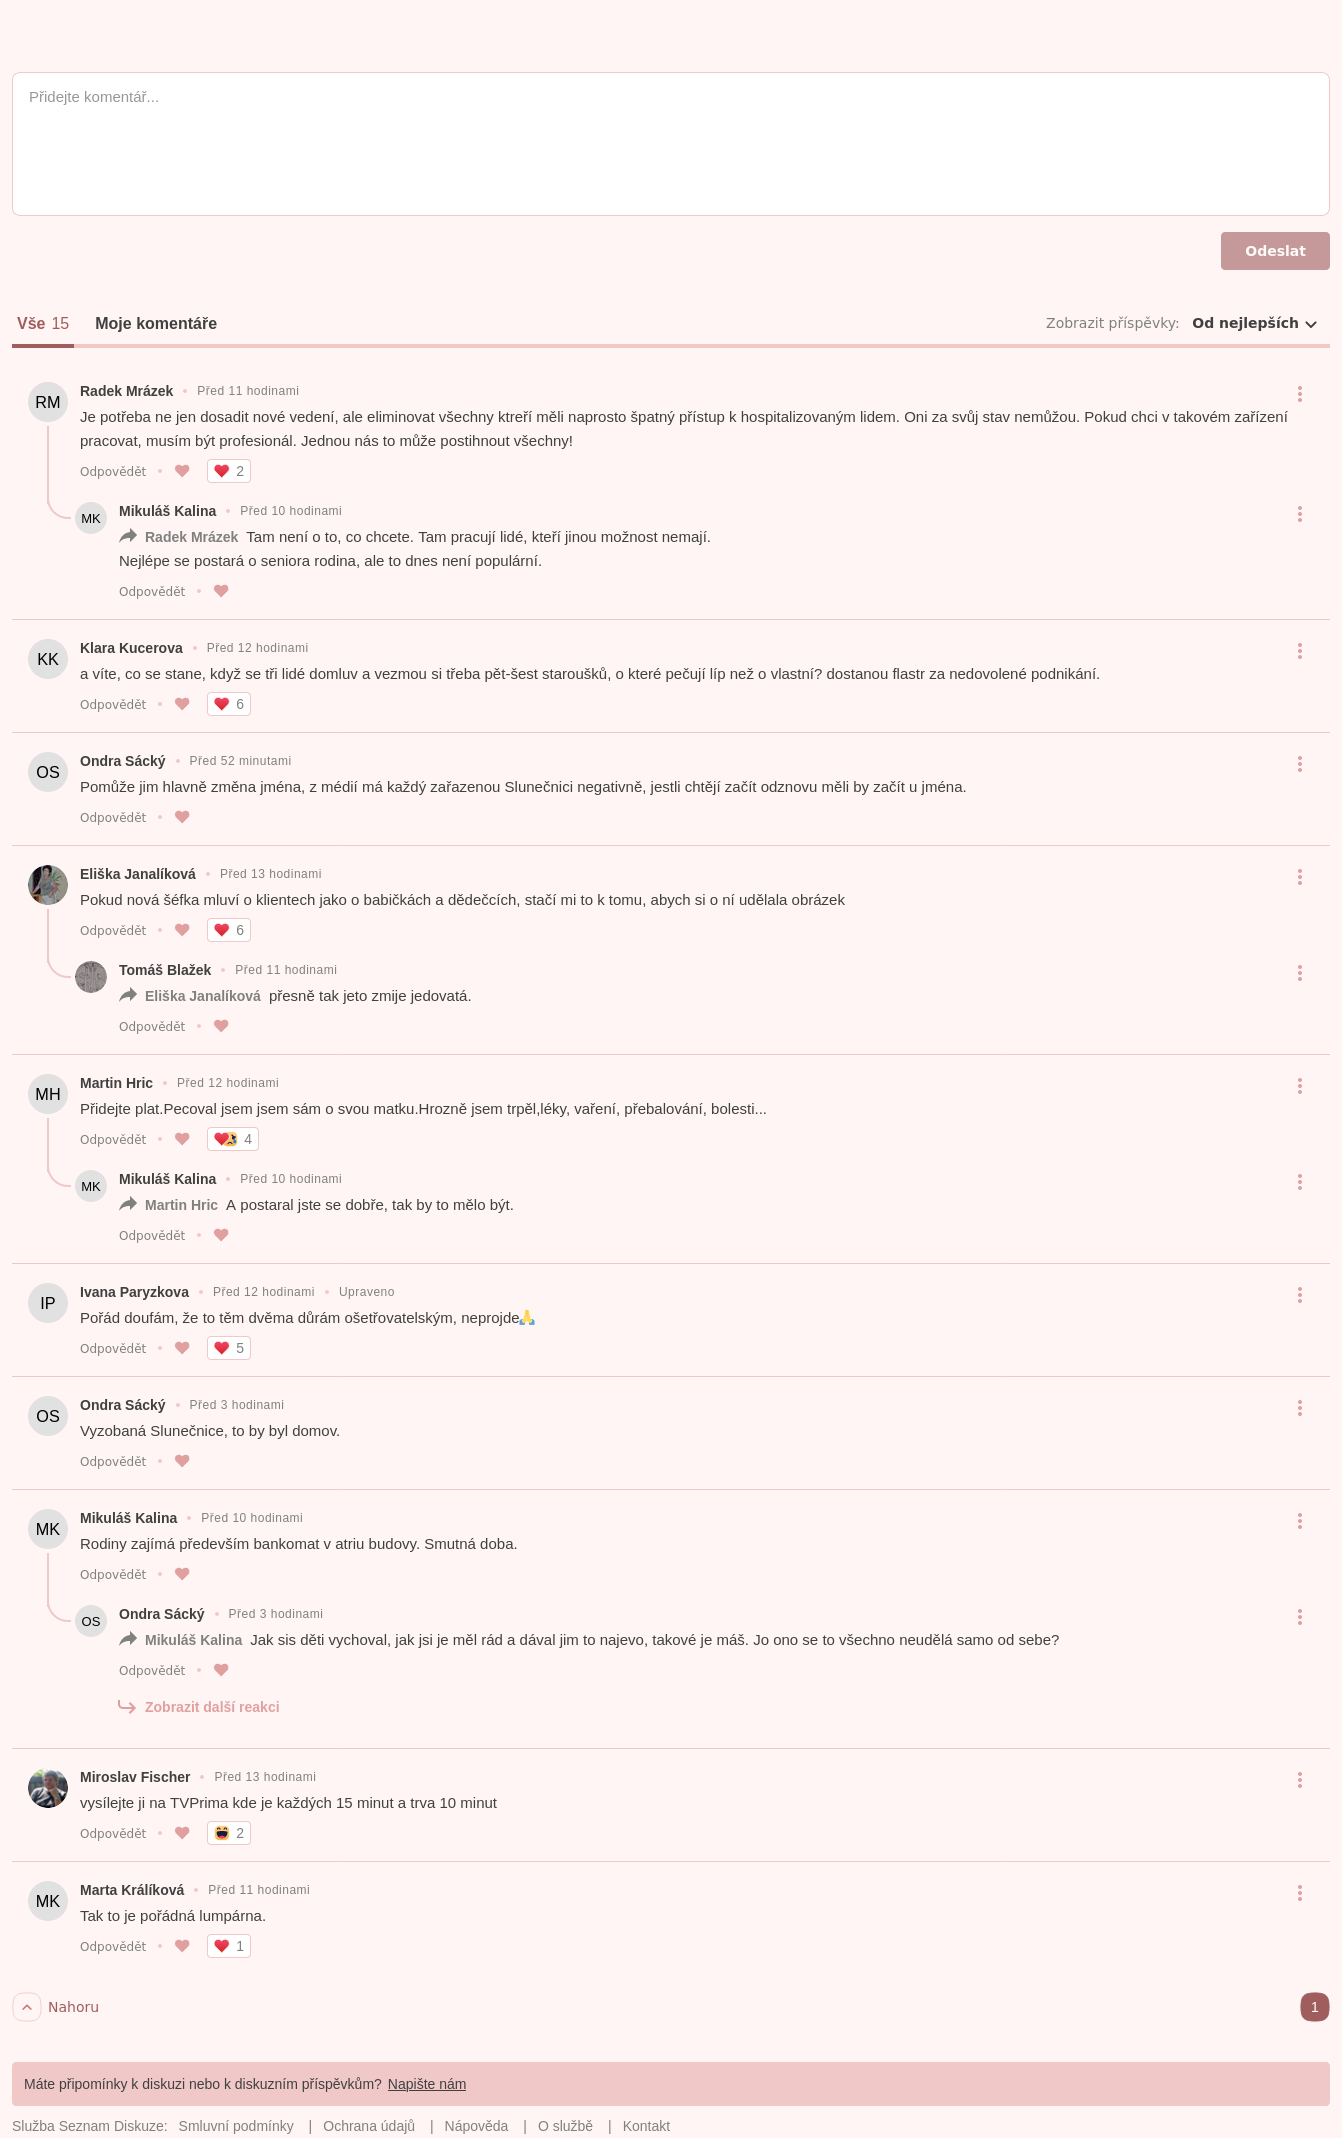 Přidejte komentář...
Odeslat
Vše 15 Moje komentáře Zobrazit příspěvky: Od nejlepších
RM Radek Mrázek • Před 11 hodinami
Je potřeba ne jen dosadit nové vedení, ale eliminovat všechny ktreří měli naprosto špatný přístup k hospitalizovaným lidem. Oni za svůj stav nemůžou. Pokud chci v takovém zařízení
pracovat, musím být profesionál. Jednou nás to může postihnout všechny!
Odpovědět • 2
MK Mikuláš Kalina • Před 10 hodinami
Radek Mrázek Tam není o to, co chcete. Tam pracují lidé, kteří jinou možnost nemají.
Nejlépe se postará o seniora rodina, ale to dnes není populární.
Odpovědět •
KK Klara Kucerova • Před 12 hodinami
a víte, co se stane, když se tři lidé domluv a vezmou si třeba pět-šest staroušků, o které pečují líp než o vlastní? dostanou flastr za nedovolené podnikání.
Odpovědět • 6
OS Ondra Sácký • Před 52 minutami
Pomůže jim hlavně změna jména, z médií má každý zařazenou Slunečnici negativně, jestli chtějí začít odznovu měli by začít u jména.
Odpovědět •
Eliška Janalíková • Před 13 hodinami
Pokud nová šéfka mluví o klientech jako o babičkách a dědečcích, stačí mi to k tomu, abych si o ní udělala obrázek
Odpovědět • 6
Tomáš Blažek • Před 11 hodinami
Eliška Janalíková přesně tak jeto zmije jedovatá.
Odpovědět •
MH Martin Hric • Před 12 hodinami
Přidejte plat.Pecoval jsem jsem sám o svou matku.Hrozně jsem trpěl,léky, vaření, přebalování, bolesti...
Odpovědět • 4
MK Mikuláš Kalina • Před 10 hodinami
Martin Hric A postaral jste se dobře, tak by to mělo být.
Odpovědět •
IP Ivana Paryzkova • Před 12 hodinami • Upraveno
Pořád doufám, že to těm dvěma důrám ošetřovatelským, neprojde🙏
Odpovědět • 5
OS Ondra Sácký • Před 3 hodinami
Vyzobaná Slunečnice, to by byl domov.
Odpovědět •
MK Mikuláš Kalina • Před 10 hodinami
Rodiny zajímá především bankomat v atriu budovy. Smutná doba.
Odpovědět •
OS Ondra Sácký • Před 3 hodinami
Mikuláš Kalina Jak sis děti vychoval, jak jsi je měl rád a dával jim to najevo, takové je máš. Jo ono se to všechno neudělá samo od sebe?
Odpovědět •
Zobrazit další reakci
Miroslav Fischer • Před 13 hodinami
vysílejte ji na TVPrima kde je každých 15 minut a trva 10 minut
Odpovědět • 2
MK Marta Králíková • Před 11 hodinami
Tak to je pořádná lumpárna.
Odpovědět • 1
Nahoru 1
Máte připomínky k diskuzi nebo k diskuzním příspěvkům? Napište nám
Služba Seznam Diskuze: Smluvní podmínky | Ochrana údajů | Nápověda | O službě | Kontakt